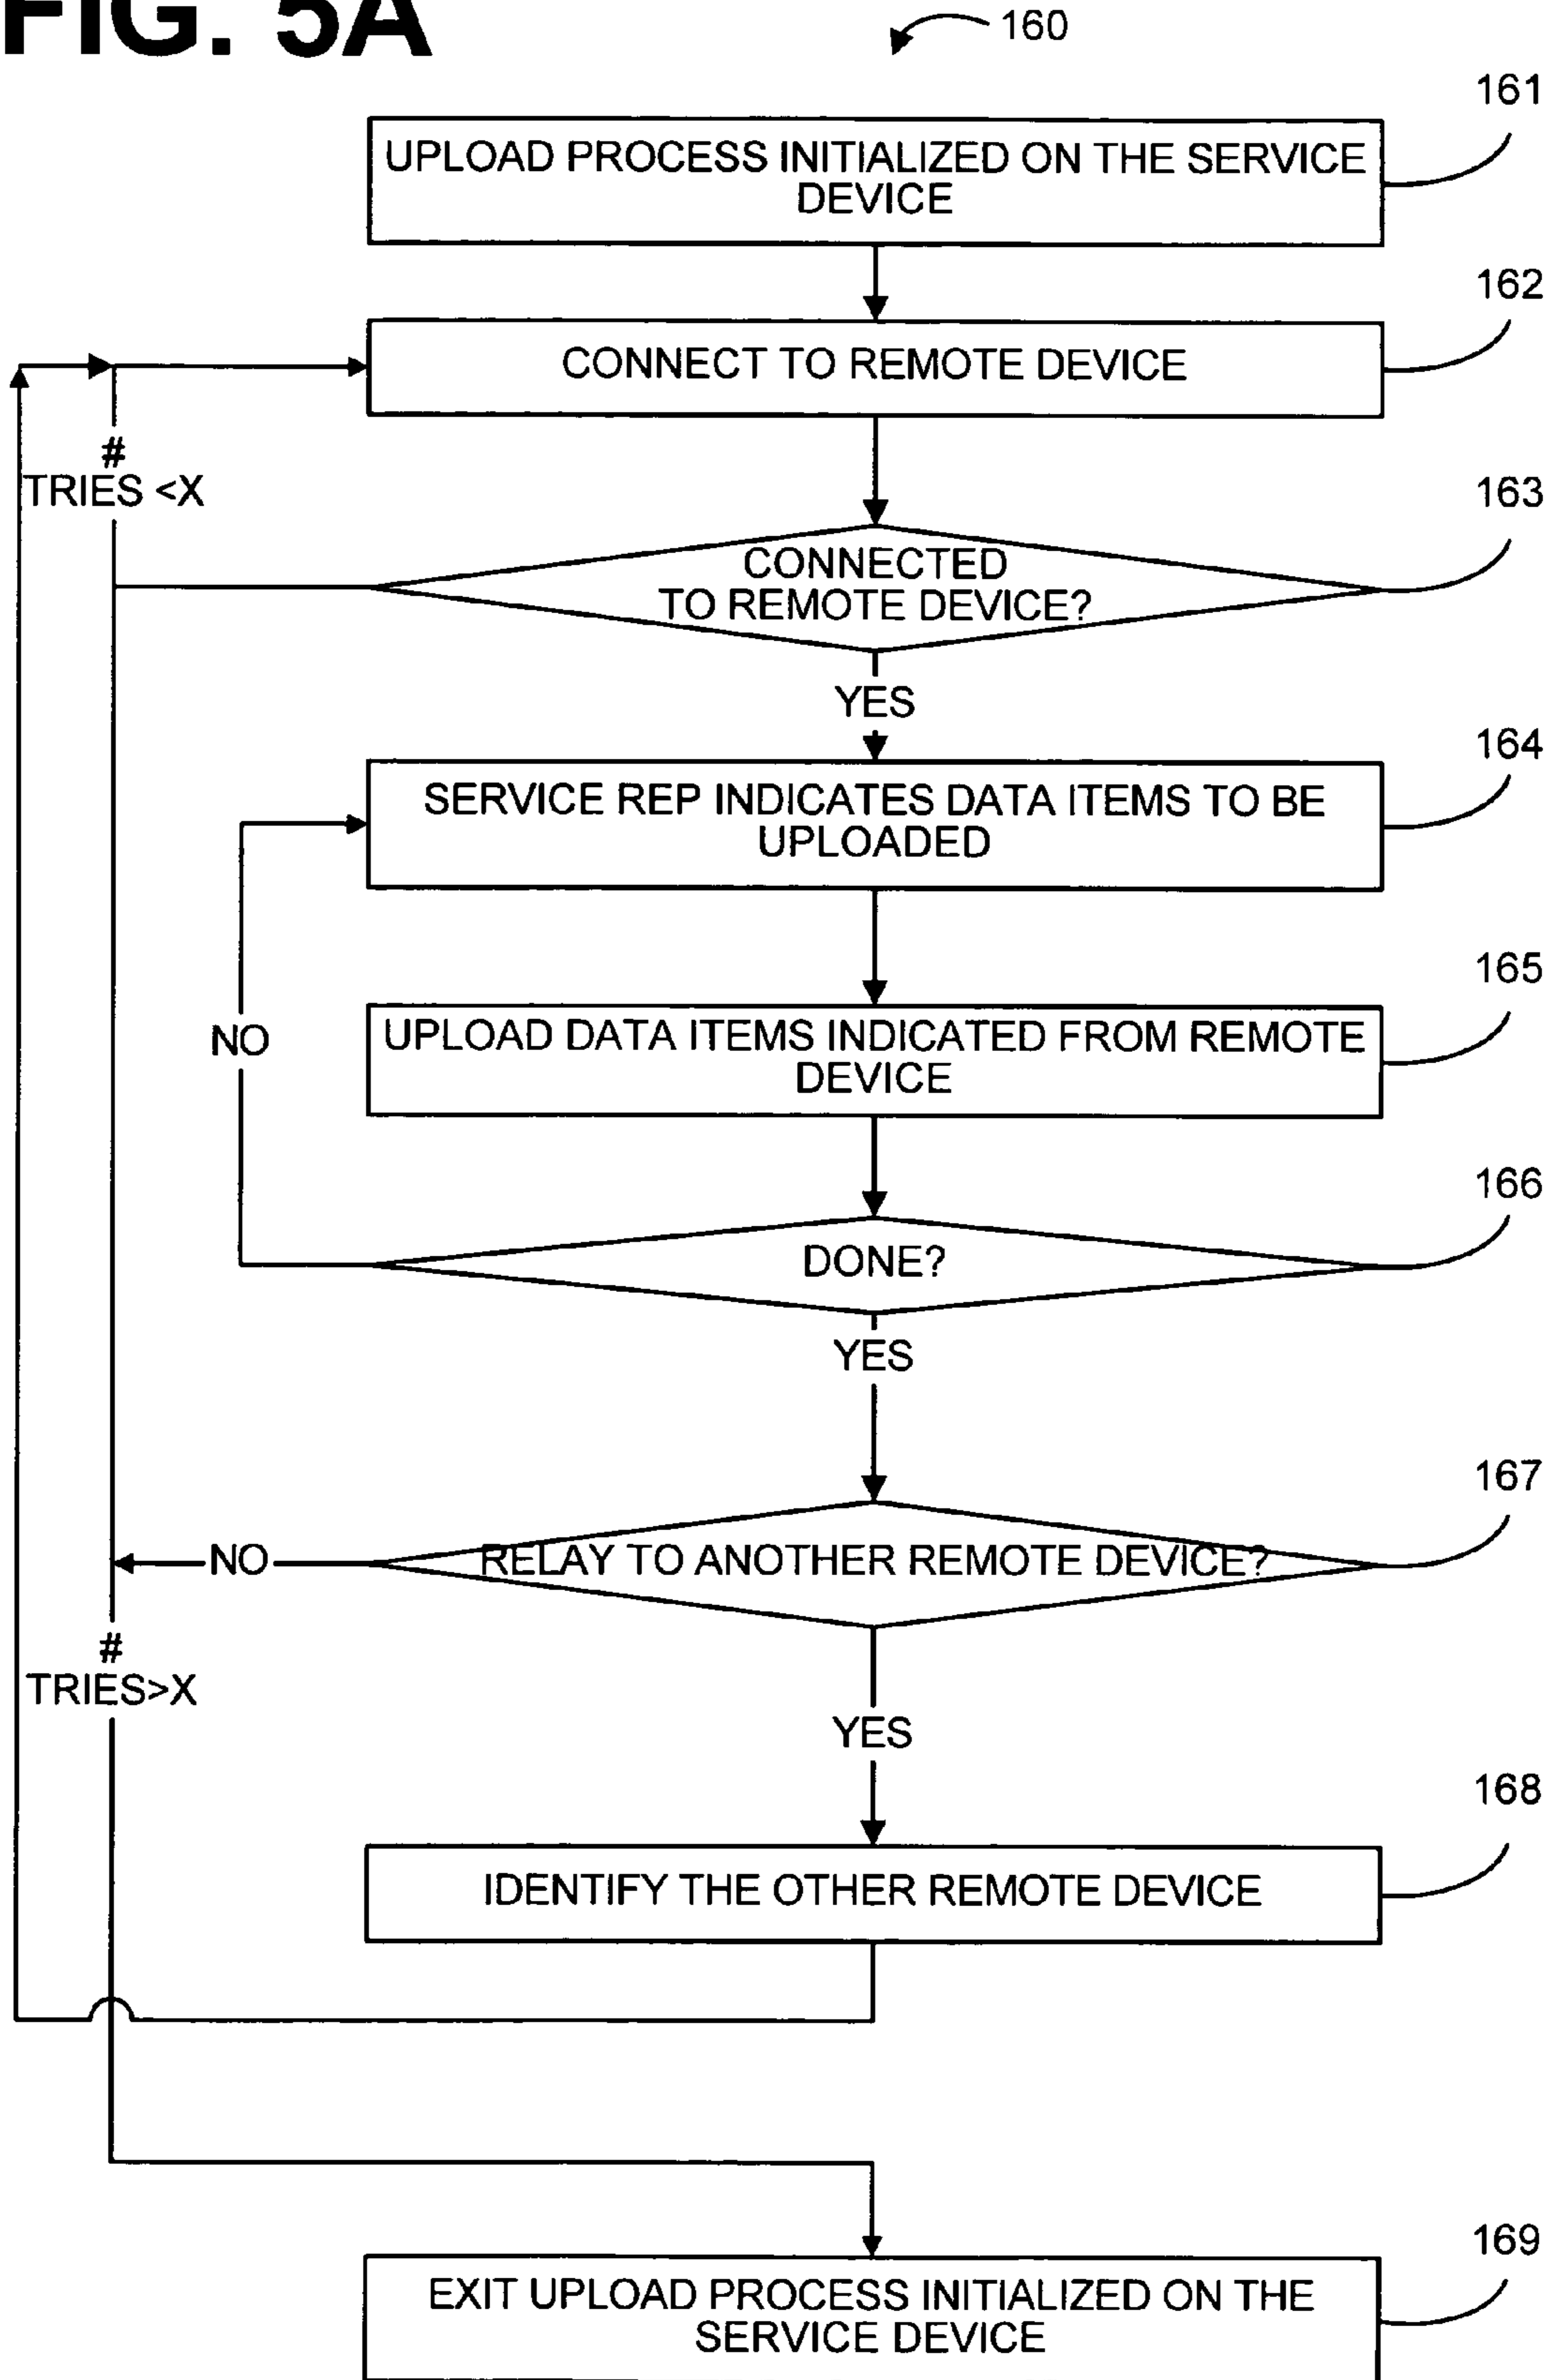 FIG. 5A
160
161
UPLOAD PROCESS INITIALIZED ON THE SERVICE
DEVICE
162
CONNECT TO REMOTE DEVICE
#
TRIES <X
163
CONNECTED
TO REMOTE DEVICE?
YES
164
SERVICE REP INDICATES DATA ITEMS TO BE
UPLOADED
165
UPLOAD DATA ITEMS INDICATED FROM REMOTE
DEVICE
NO
166
DONE?
YES
167
RELAY TO ANOTHER REMOTE DEVICE?
NO
#
TRIES>X
YES
168
IDENTIFY THE OTHER REMOTE DEVICE
169
EXIT UPLOAD PROCESS INITIALIZED ON THE
SERVICE DEVICE